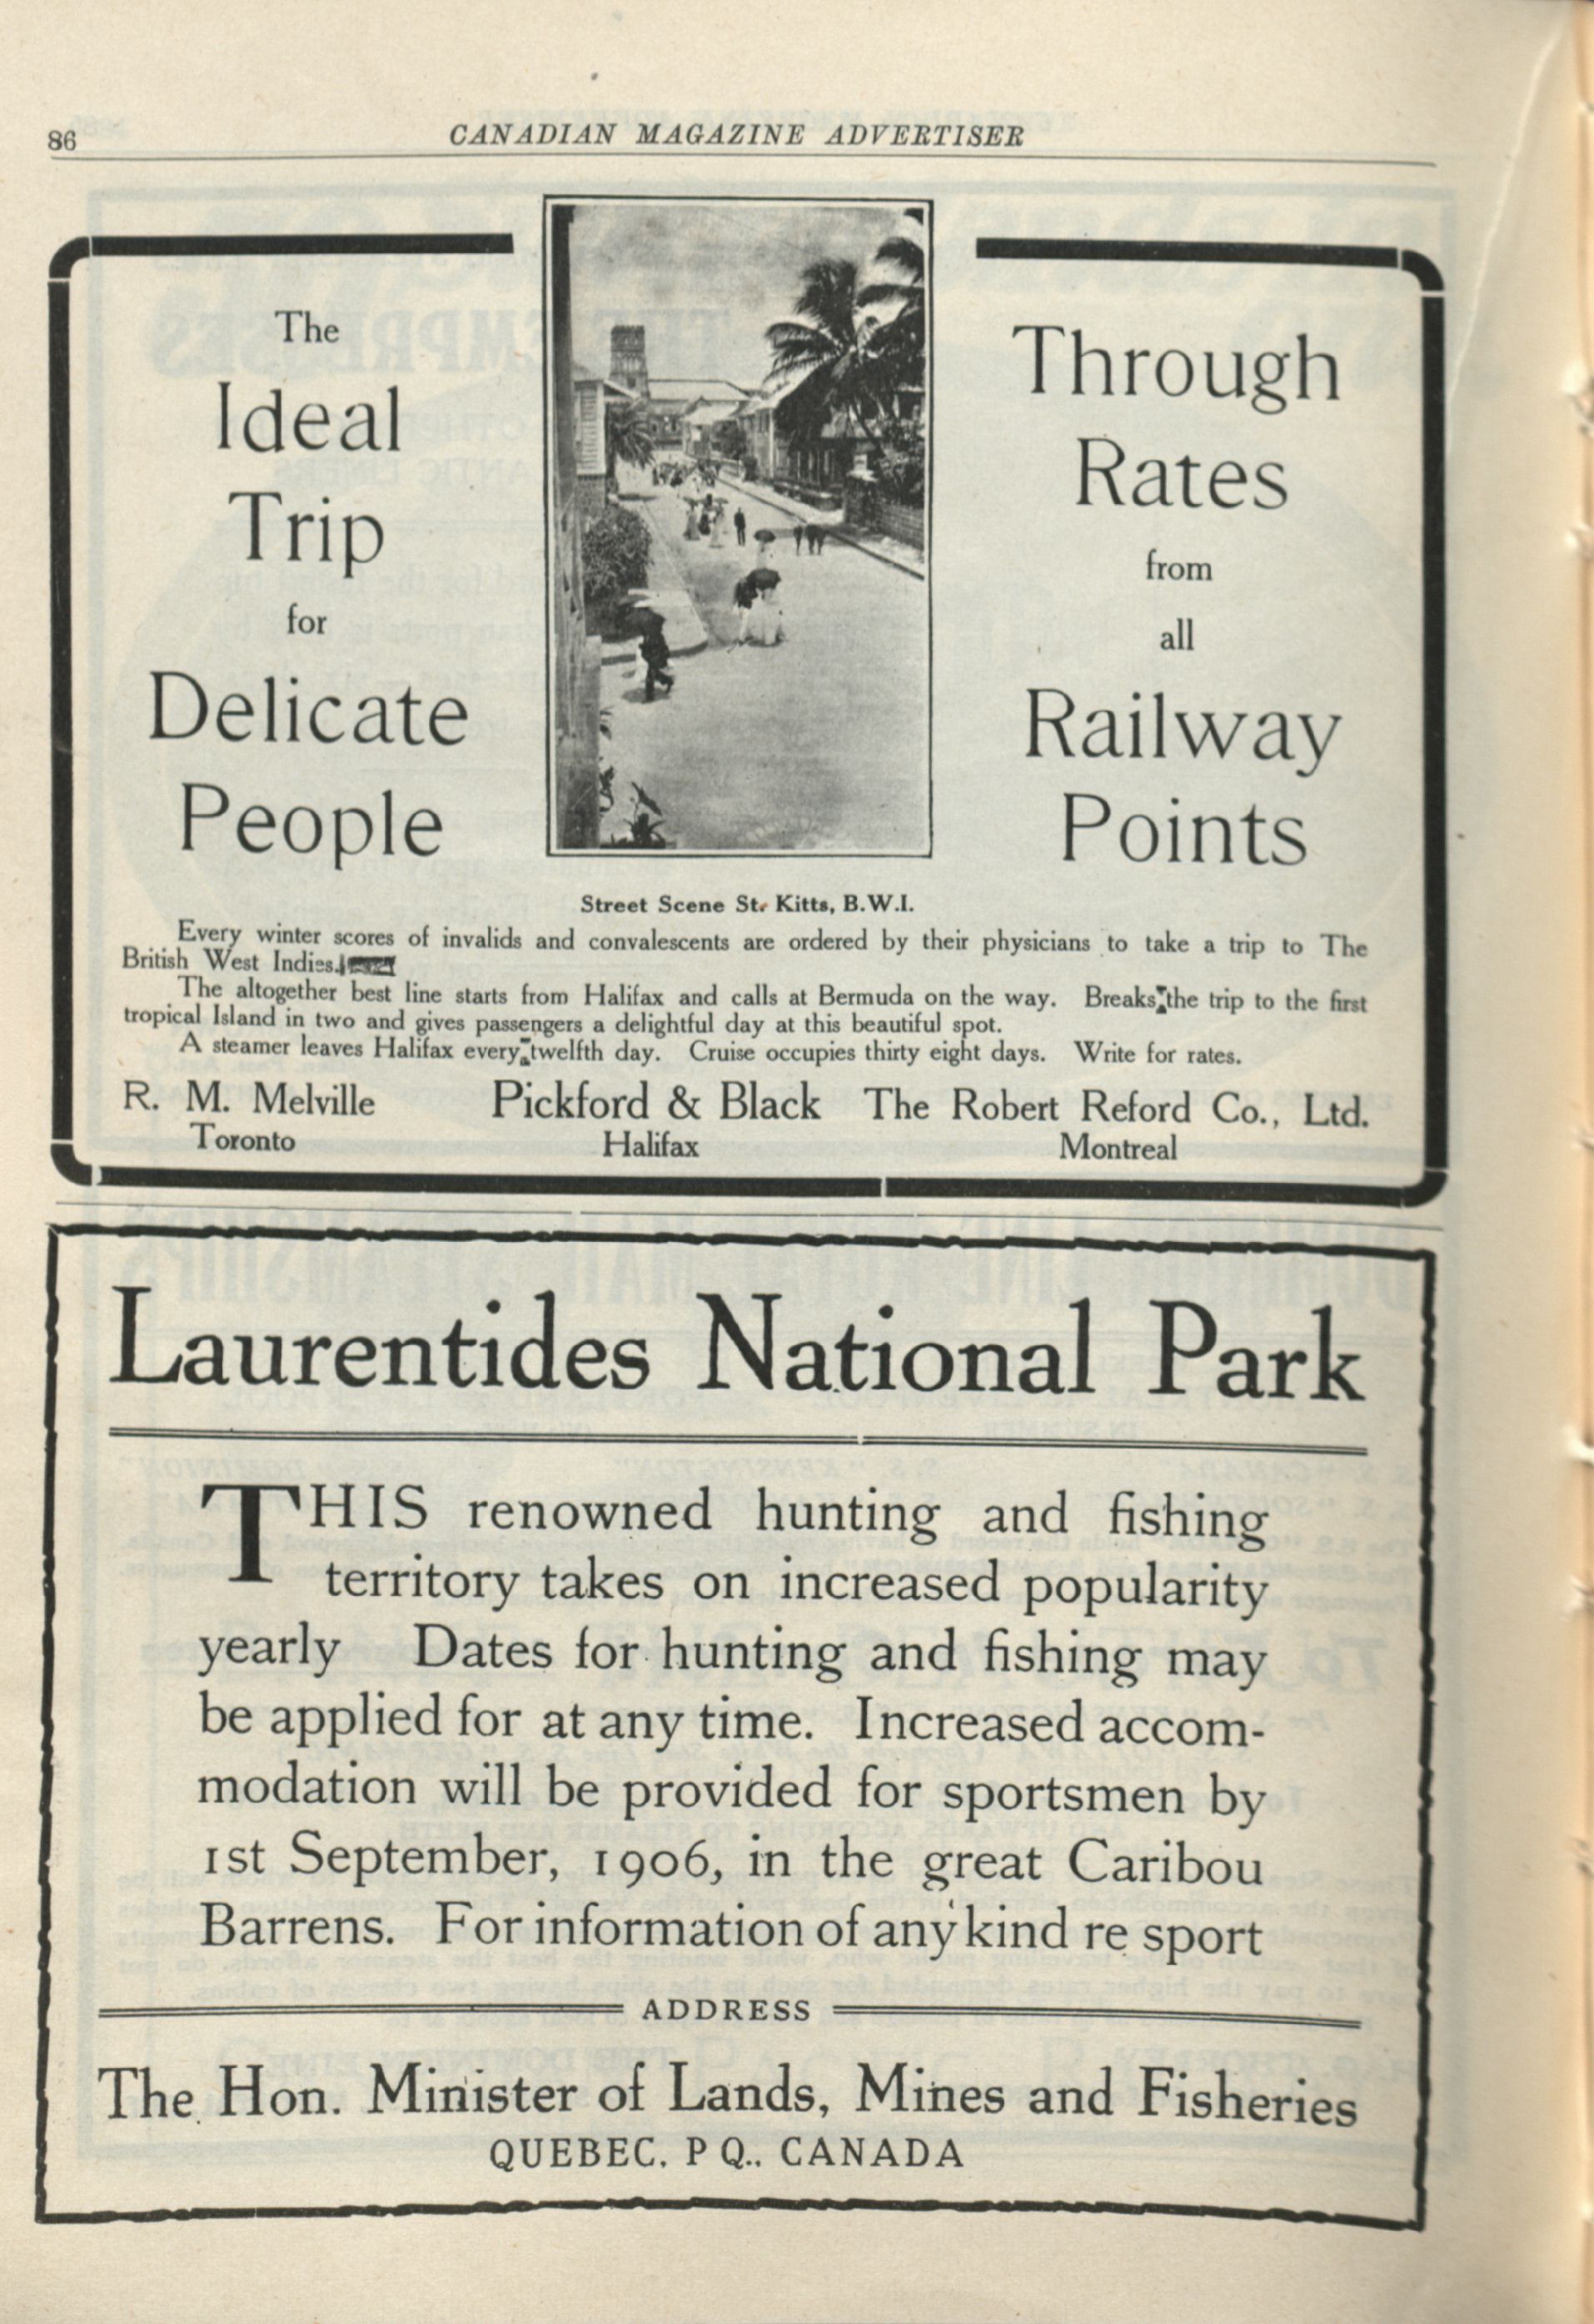 86
CANADIAN MAGAZINE ADVERTISER
The
Ideal
Trip
for
Delicate
People
Through
Rates
from
all
Railway
Points
Street Scene St. Kitts, B.W.I.
Every winter scores of invalids and convalescents are ordered by their physicians to take a trip to The
British West Indies.
The altogether best line starts from Halifax and calls at Bermuda on the way. Breaks the trip to the first
tropical Island in two and gives passengers a delightful day at this beautiful spot.
A steamer leaves Halifax every twelfth day. Cruise occupies thirty eight days. Write for rates.
R. M. Melville
Toronto
Pickford & Black
Halifax
The Robert Reford Co., Ltd.
Montreal
Laurentides National Park
THIS renowned hunting and fishing
territory takes on increased popularity
yearly Dates for hunting and fishing may
be applied for at any time. Increased accom-
modation will be provided for sportsmen by
1st September, 1906, in the great Caribou
Barrens. For information of any kind re sport
ADDRESS
The Hon. Minister of Lands, Mines and Fisheries
QUEBEC. P Q., CANADA